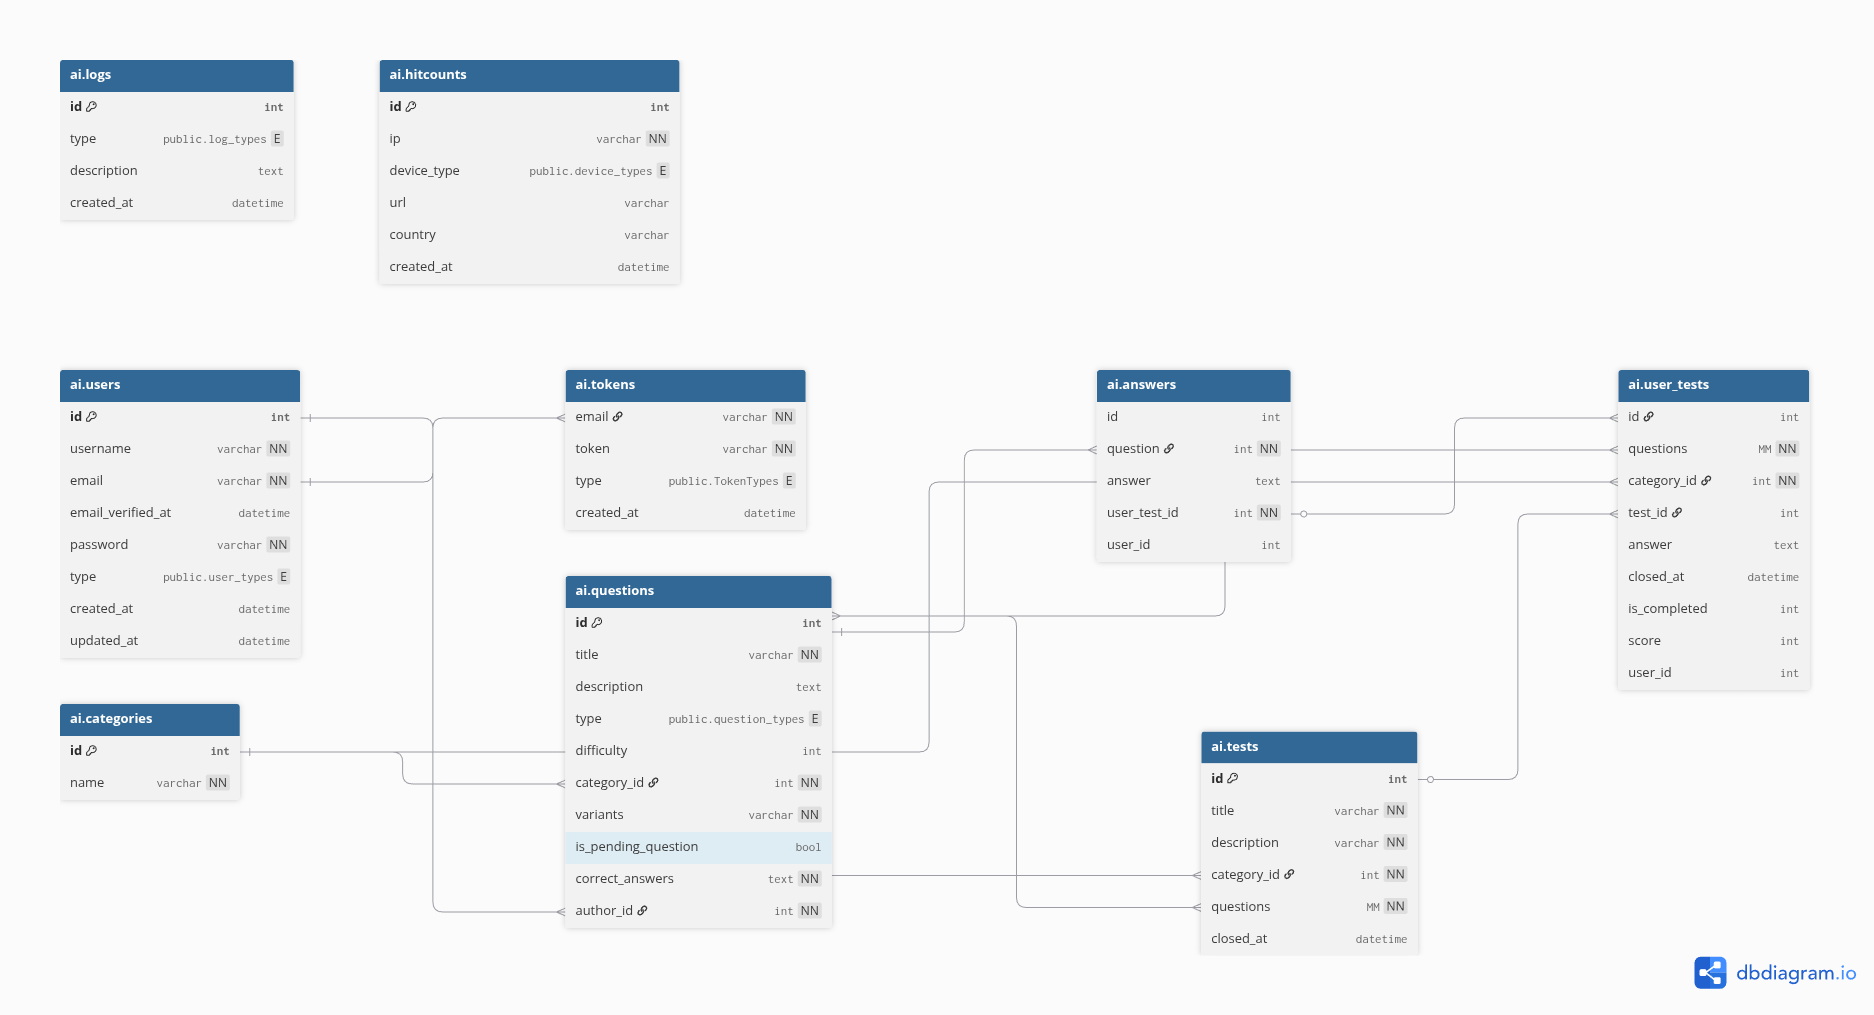 ai.logs
id int
type public.log_types E
description text
created_at datetime
ai.hitcounts
id int
ip varchar NN
device_type public.device_types E
url varchar
country varchar
created_at datetime
ai.users
id int
username varchar NN
email varchar NN
email_verified_at datetime
password varchar NN
type public.user_types E
created_at datetime
updated_at datetime
ai.tokens
email varchar NN
token varchar NN
type public.TokenTypes E
created_at datetime
ai.answers
id int
question int NN
answer text
user_test_id int NN
user_id int
ai.user_tests
id int
questions MM NN
category_id int NN
test_id int
answer text
closed_at datetime
is_completed int
score int
user_id int
ai.questions
id int
title varchar NN
description text
type public.question_types E
difficulty int
category_id int NN
variants varchar NN
is_pending_question bool
correct_answers text NN
author_id int NN
ai.categories
id int
name varchar NN
ai.tests
id int
title varchar NN
description varchar NN
category_id int NN
questions MM NN
closed_at datetime
dbdiagram.io